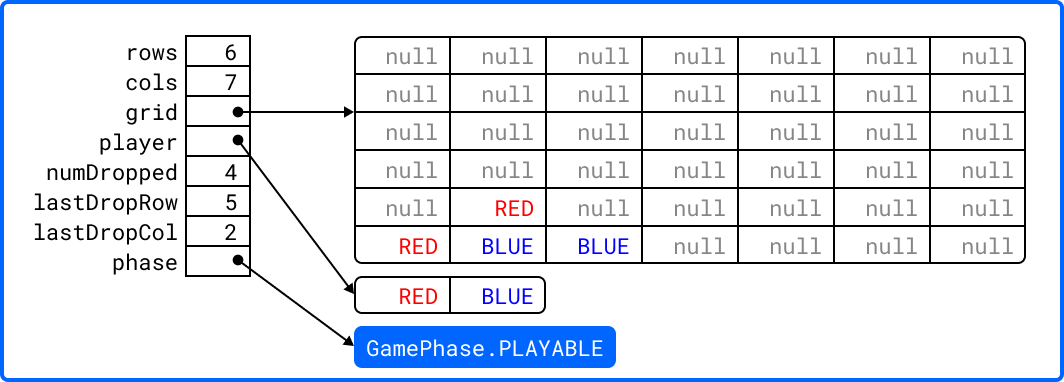 rows 6
cols 7
grid
player
numDropped 4
lastDropRow 5
lastDropCol 2
phase
null null null null null null null
null null null null null null null
null null null null null null null
null null null null null null null
null RED null null null null null
RED BLUE BLUE null null null null
RED BLUE
GamePhase.PLAYABLE